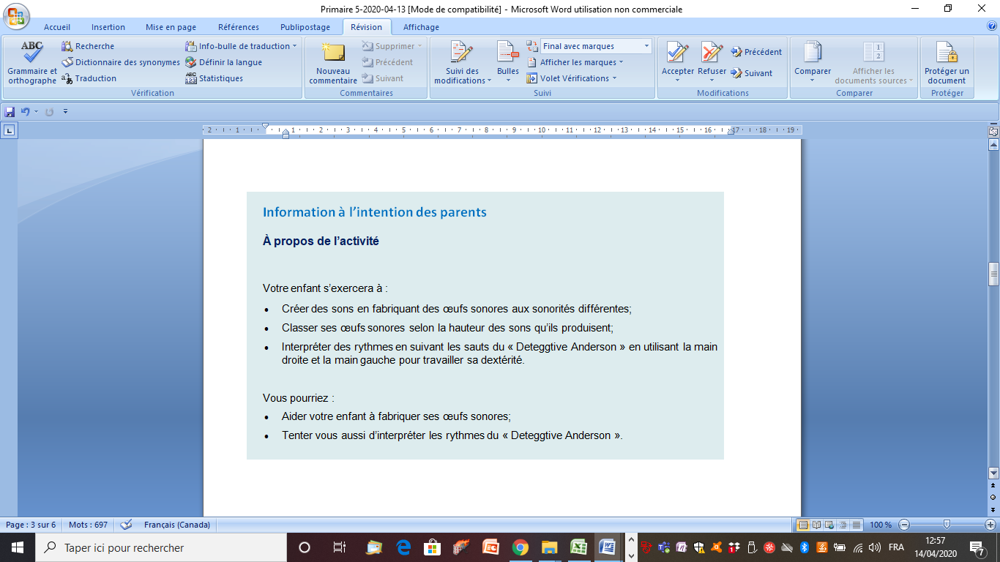 Primaire 5-2020-04-13 [Mode de compatibilité] - Microsoft Word utilisation non commerciale
Accueil Insertion Mise en page Références Publipostage Révision Affichage
ABC Recherche Info-bulle de traduction Supprimer Final avec marques Précédent
Dictionnaire des synonymes Définir la langue Précédent Afficher les marques
Grammaire et orthographe Traduction ABC 123 Statistiques Nouveau commentaire Suivant Suivi des modifications Bulles Volet Vérifications Accepter Refuser Suivant Comparer Afficher les documents sources Protéger un document
Vérification Commentaires Suivi Modifications Comparer Protéger
2 1 1 2 3 4 5 6 7 8 9 10 11 12 13 14 15 16 17 18 19
Information à l'intention des parents
À propos de l'activité
Votre enfant s'exercera à :
• Créer des sons en fabriquant des œufs sonores aux sonorités différentes;
• Classer ses œufs sonores selon la hauteur des sons qu'ils produisent;
• Interpréter des rythmes en suivant les sauts du « Deteggtive Anderson » en utilisant la main
droite et la main gauche pour travailler sa dextérité.
Vous pourriez :
• Aider votre enfant à fabriquer ses œufs sonores;
• Tenter vous aussi d'interpréter les rythmes du « Deteggtive Anderson ».
Page : 3 sur 6 Mots : 697 Français (Canada) 100 %
Taper ici pour rechercher FRA 12:57
14/04/2020 7